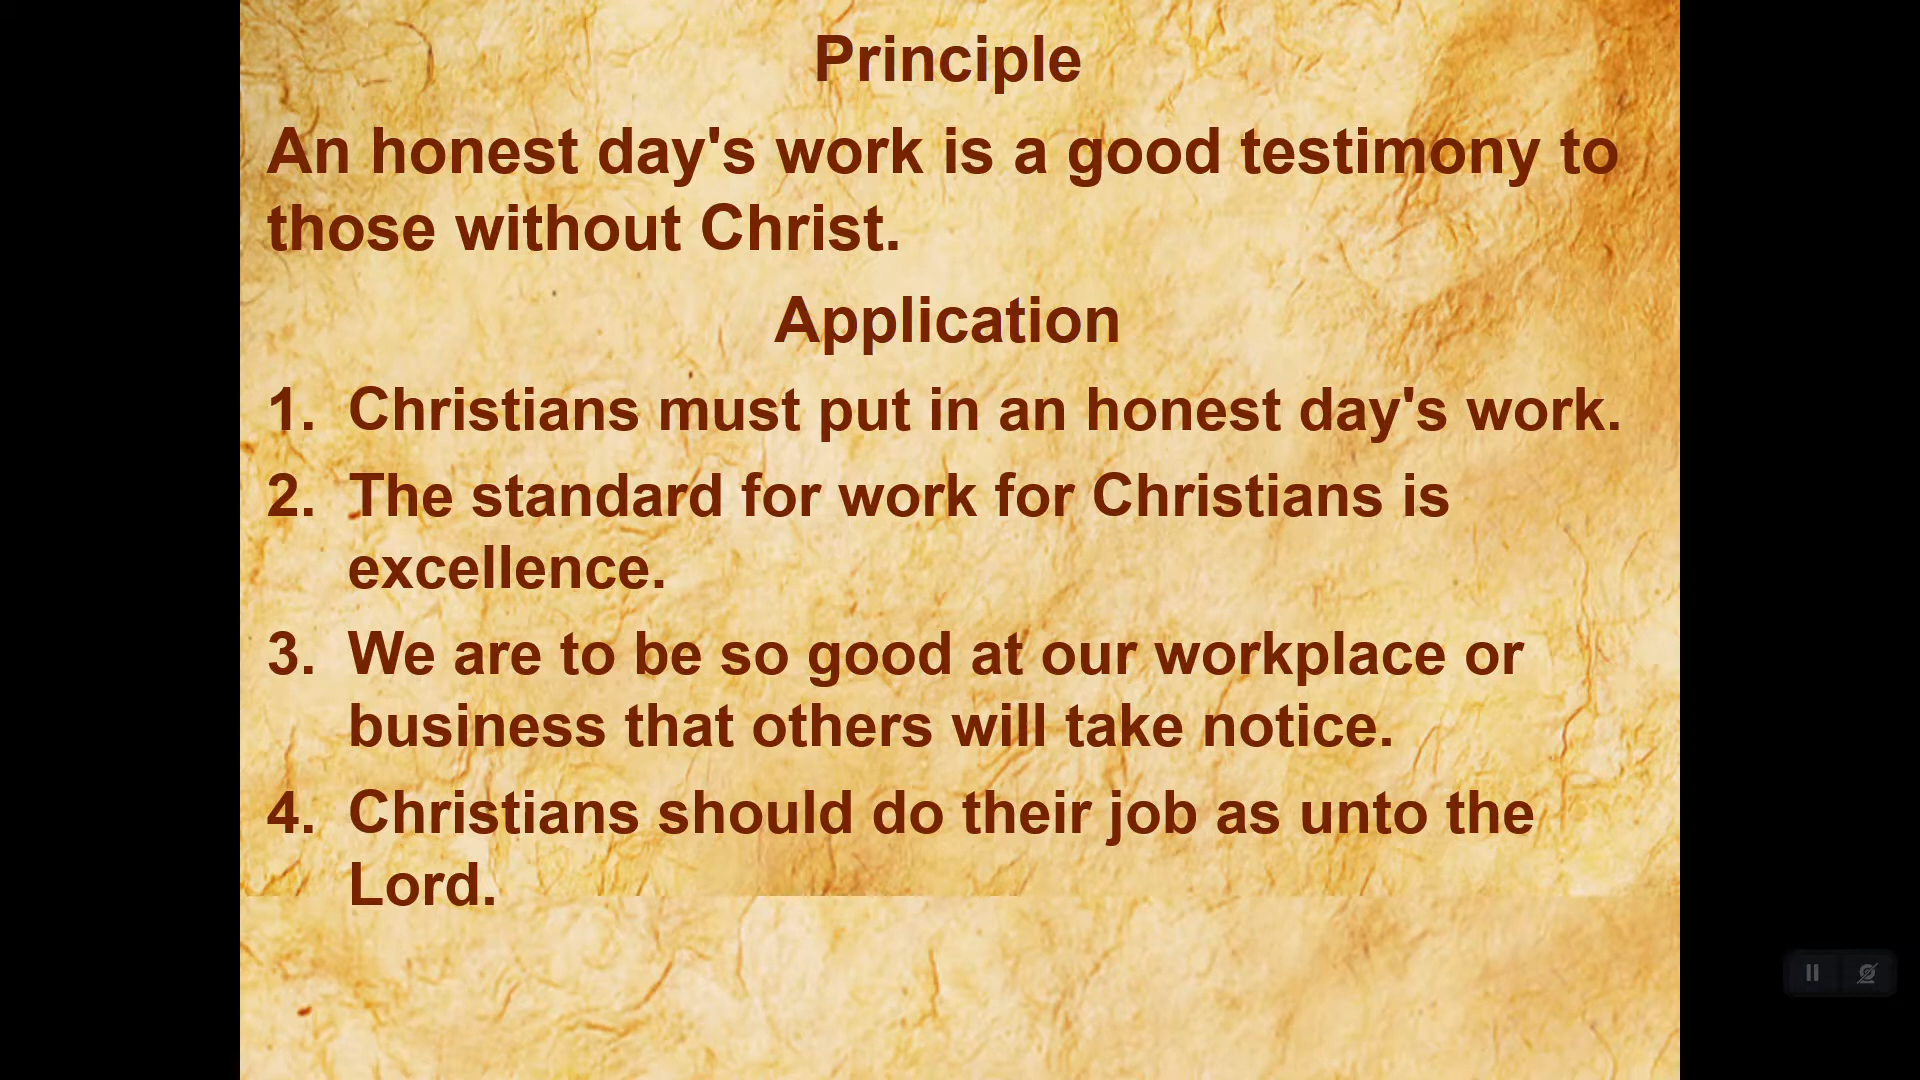 Principle
An honest day's work is a good testimony to
those without Christ.
Application
1. Christians must put in an honest day's work.
2. The standard for work for Christians is
excellence.
3. We are to be so good at our workplace or
business that others will take notice.
4. Christians should do their job as unto the
Lord.